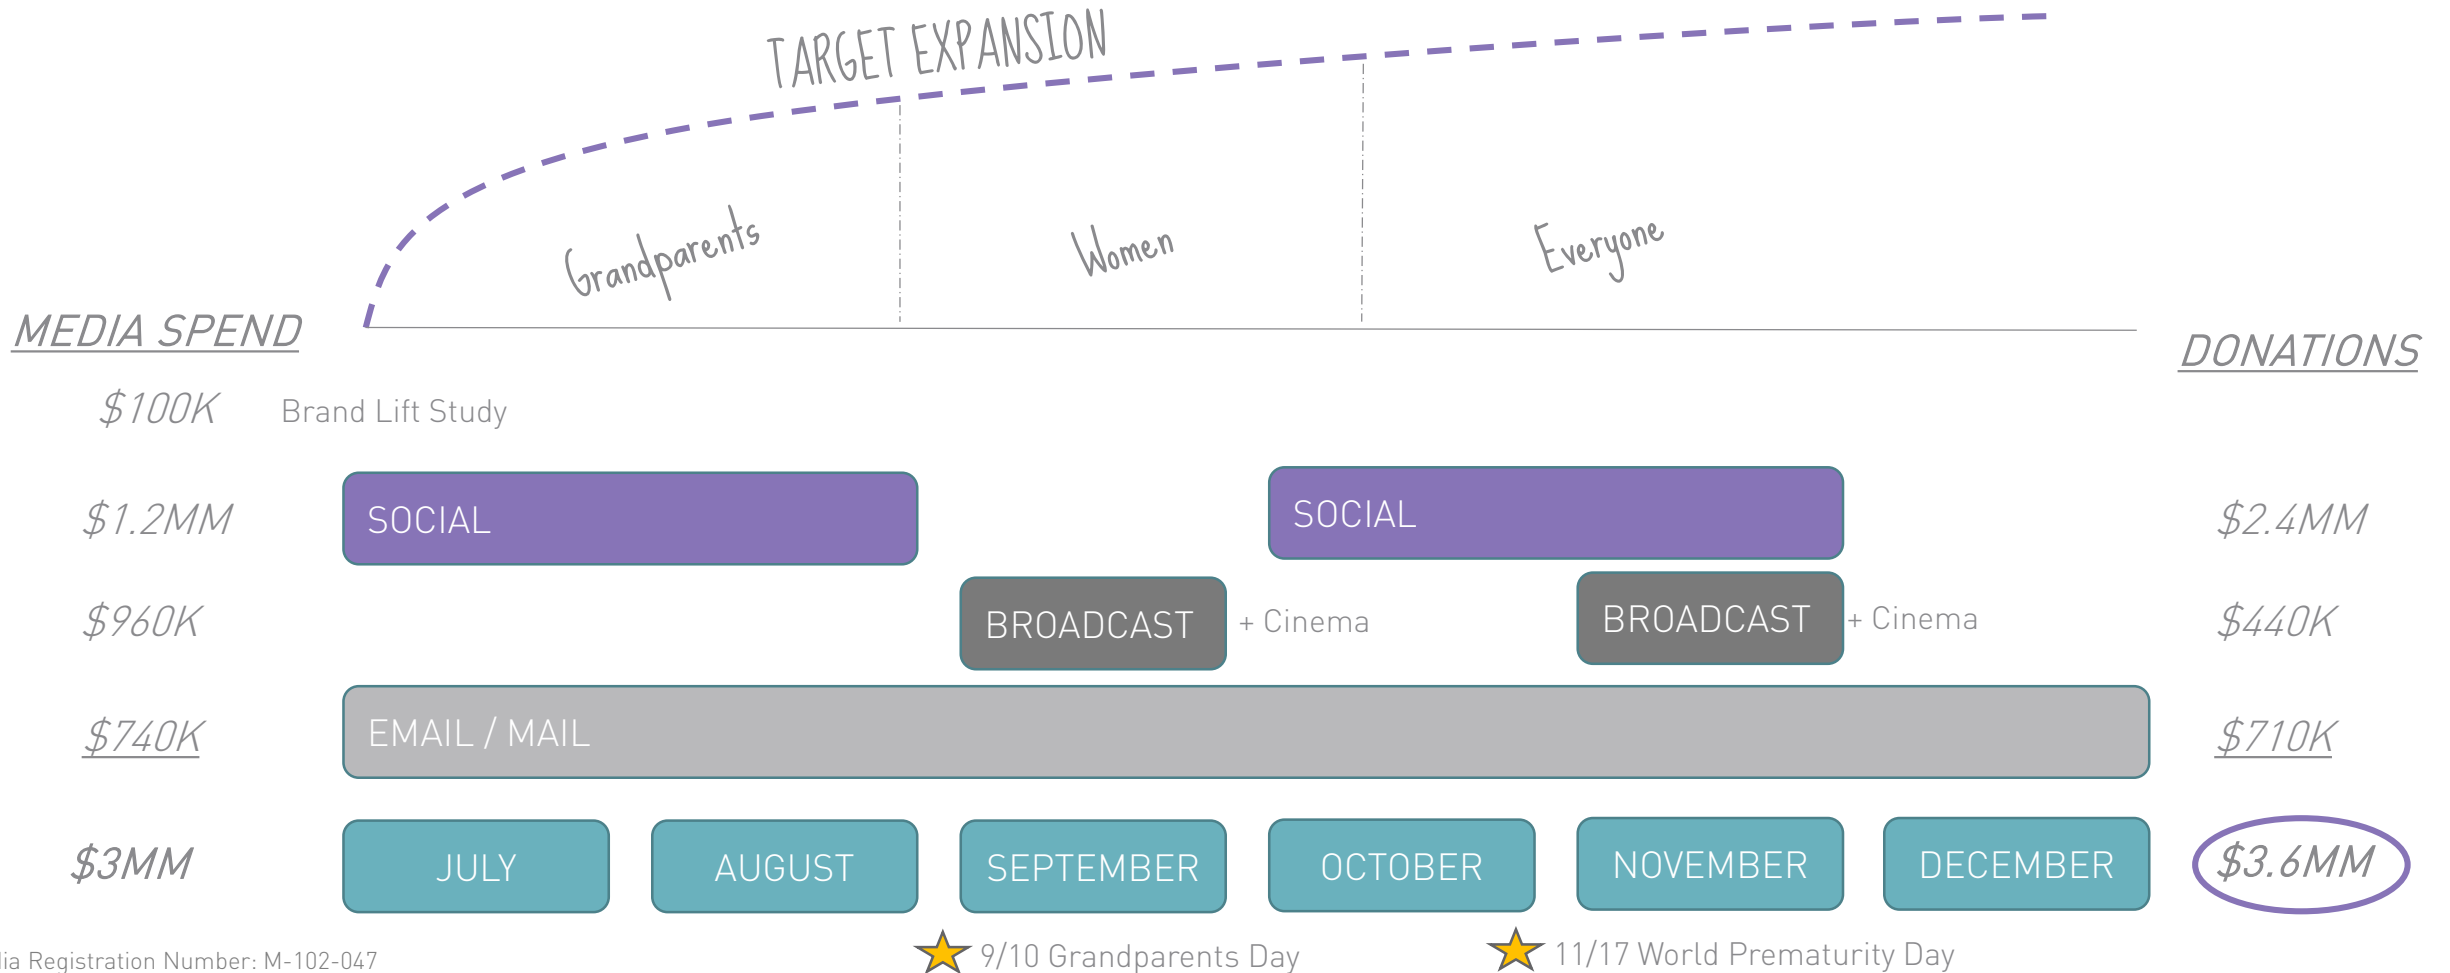 TARGET EXPANSION
Grandparents
Women
Everyone
MEDIA SPEND
DONATIONS
$100K Brand Lift Study
$1.2MM SOCIAL SOCIAL $2.4MM
$960K BROADCAST + Cinema BROADCAST + Cinema $440K
$740K EMAIL / MAIL $710K
$3MM JULY AUGUST SEPTEMBER OCTOBER NOVEMBER DECEMBER $3.6MM
9/10 Grandparents Day 11/17 World Prematurity Day
Registration Number: M-102-047